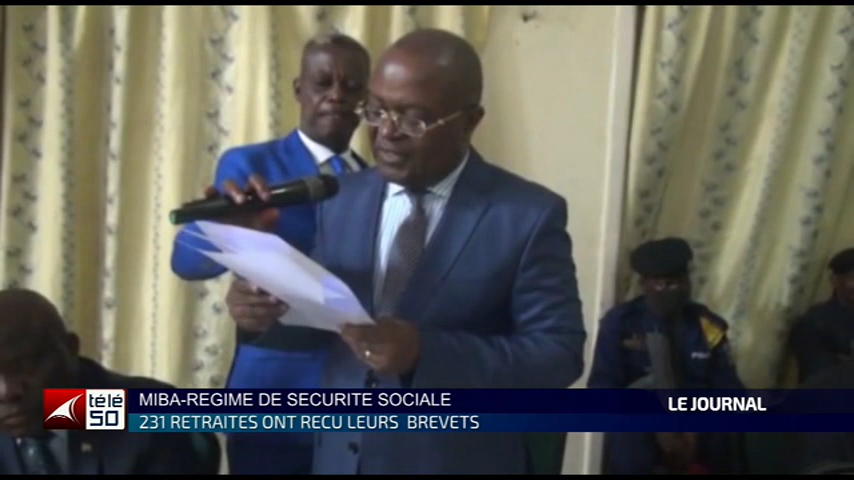 télé
50
MIBA-REGIME DE SECURITE SOCIALE
231 RETRAITES ONT RECU LEURS BREVETS
LE JOURNAL